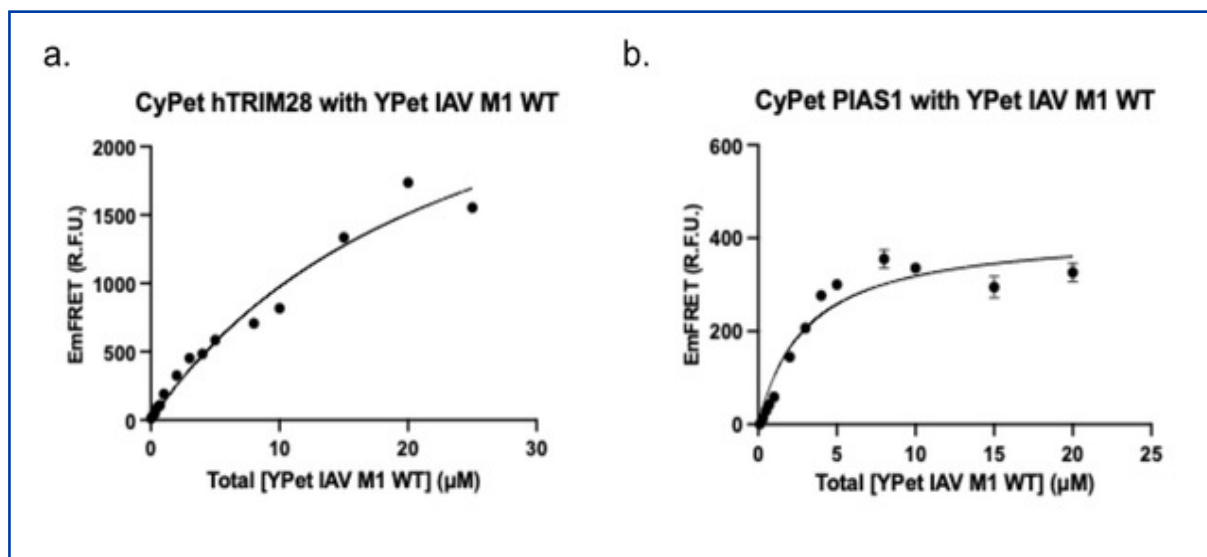 a.
CyPet hTRIM28 with YPet IAV M1 WT
2000
1500
1000
500
0
EmFRET (R.F.U.)
0 10 20 30
Total [YPet IAV M1 WT] (µM)
b.
CyPet PIAS1 with YPet IAV M1 WT
600
400
200
0
EmFRET (R.F.U.)
0 5 10 15 20 25
Total [YPet IAV M1 WT] (µM)